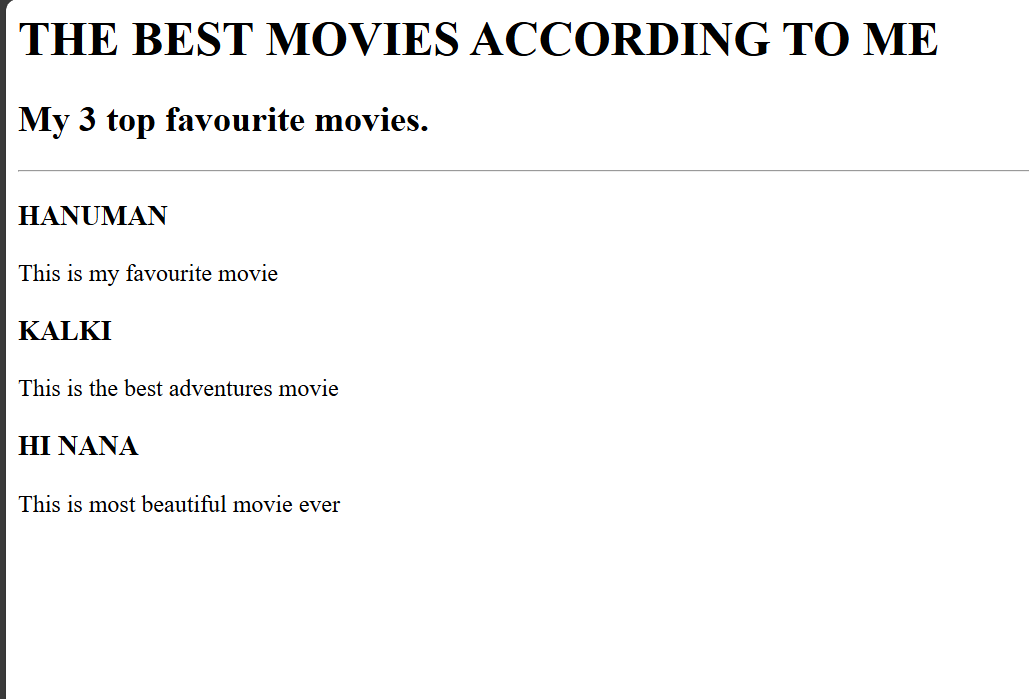 THE BEST MOVIES ACCORDING TO ME
My 3 top favourite movies.
HANUMAN
This is my favourite movie
KALKI
This is the best adventures movie
HI NANA
This is most beautiful movie ever